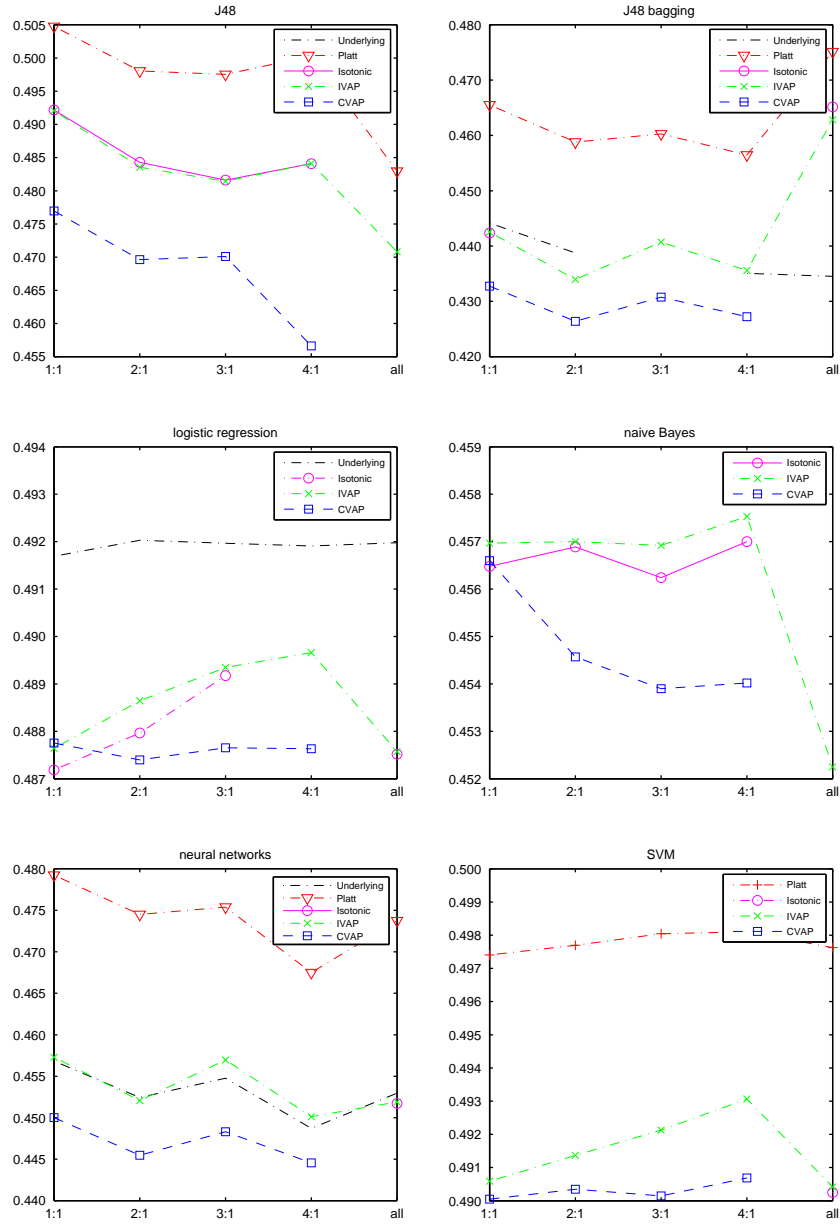 J48
0.505
0.500
0.495
0.490
0.485
0.480
0.475
0.470
0.465
0.460
0.455
1:1 2:1 3:1 4:1 all
Underlying
Platt
Isotonic
IVAP
CVAP
J48 bagging
0.480
0.470
0.460
0.450
0.440
0.430
0.420
1:1 2:1 3:1 4:1 all
Underlying
Platt
Isotonic
IVAP
CVAP
logistic regression
0.494
0.493
0.492
0.491
0.490
0.489
0.488
0.487
1:1 2:1 3:1 4:1 all
Underlying
Isotonic
IVAP
CVAP
naive Bayes
0.459
0.458
0.457
0.456
0.455
0.454
0.453
0.452
1:1 2:1 3:1 4:1 all
Isotonic
IVAP
CVAP
neural networks
0.480
0.475
0.470
0.465
0.460
0.455
0.450
0.445
0.440
1:1 2:1 3:1 4:1 all
Underlying
Platt
Isotonic
IVAP
CVAP
SVM
0.500
0.499
0.498
0.497
0.496
0.495
0.494
0.493
0.492
0.491
0.490
1:1 2:1 3:1 4:1 all
Platt
Isotonic
IVAP
CVAP